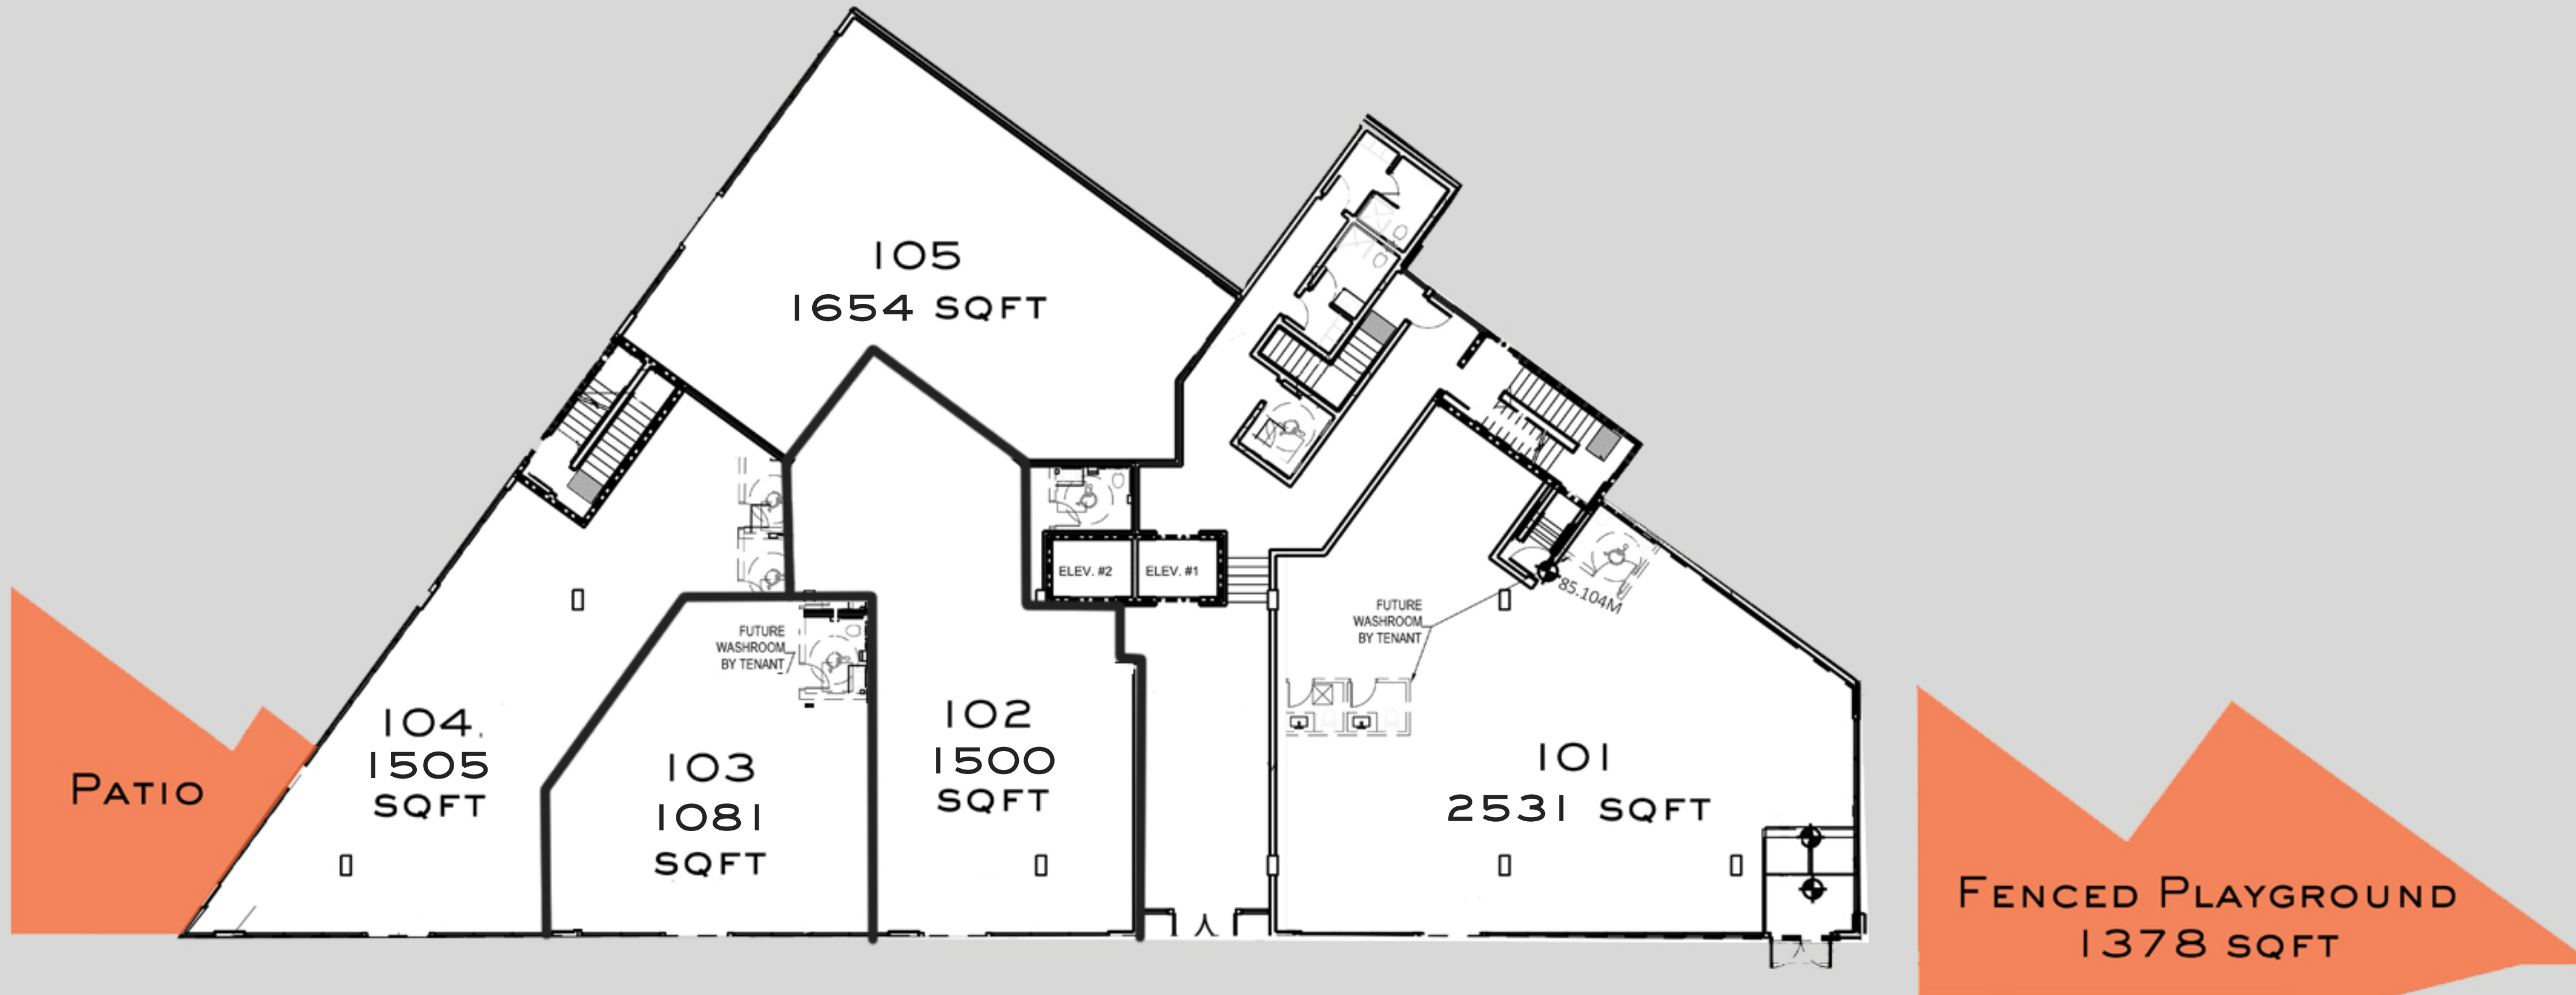 105
1654 SQFT
ELEV. #2
ELEV. #1
85.104M
FUTURE
WASHROOM
BY TENANT
FUTURE
WASHROOM
BY TENANT
PATIO
104.
1505
SQFT
103
1081
SQFT
102
1500
SQFT
101
2531 SQFT
FENCED PLAYGROUND
1378 SQFT